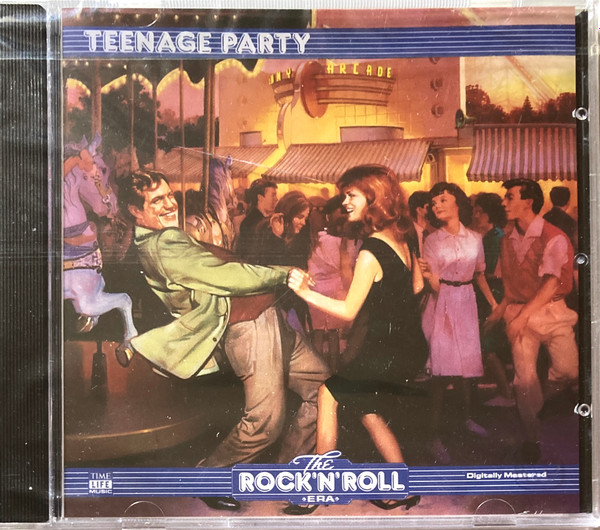 TEENAGE PARTY
ARCADE
The
ROCK'N'ROLL
ERA
TIME
LIFE
MUSIC
Digitally Mastered